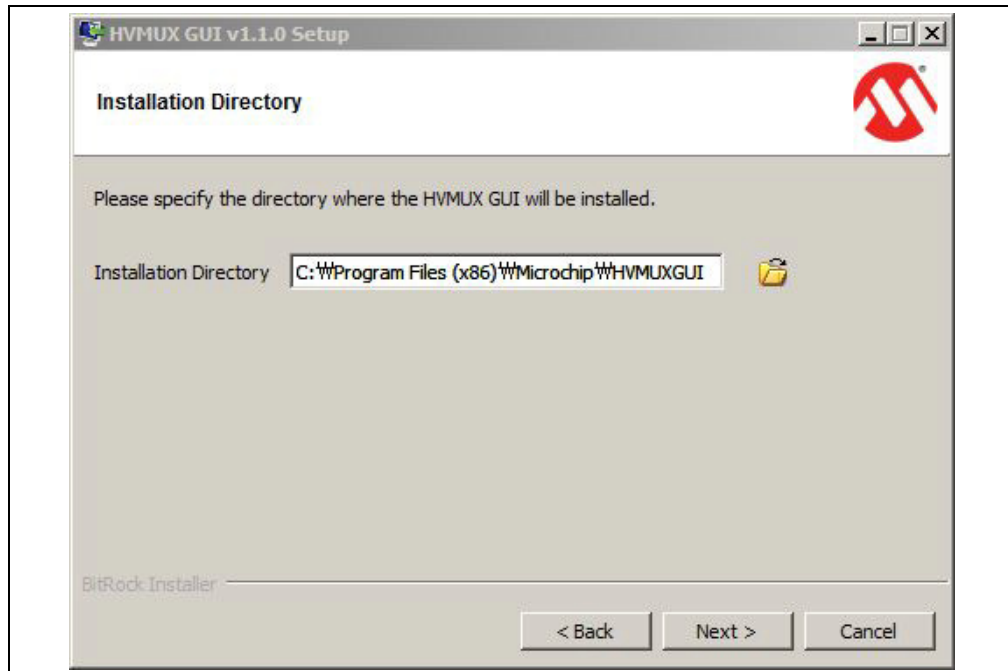 HVMUX GUI v1.1.0 Setup
Installation Directory
Please specify the directory where the HVMUX GUI will be installed.
Installation Directory C:₩Program Files (x86)₩Microchip₩HVMUXGUI
BitRock Installer
< Back Next > Cancel